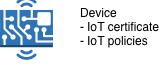 Device
- IoT certificate
- IoT policies